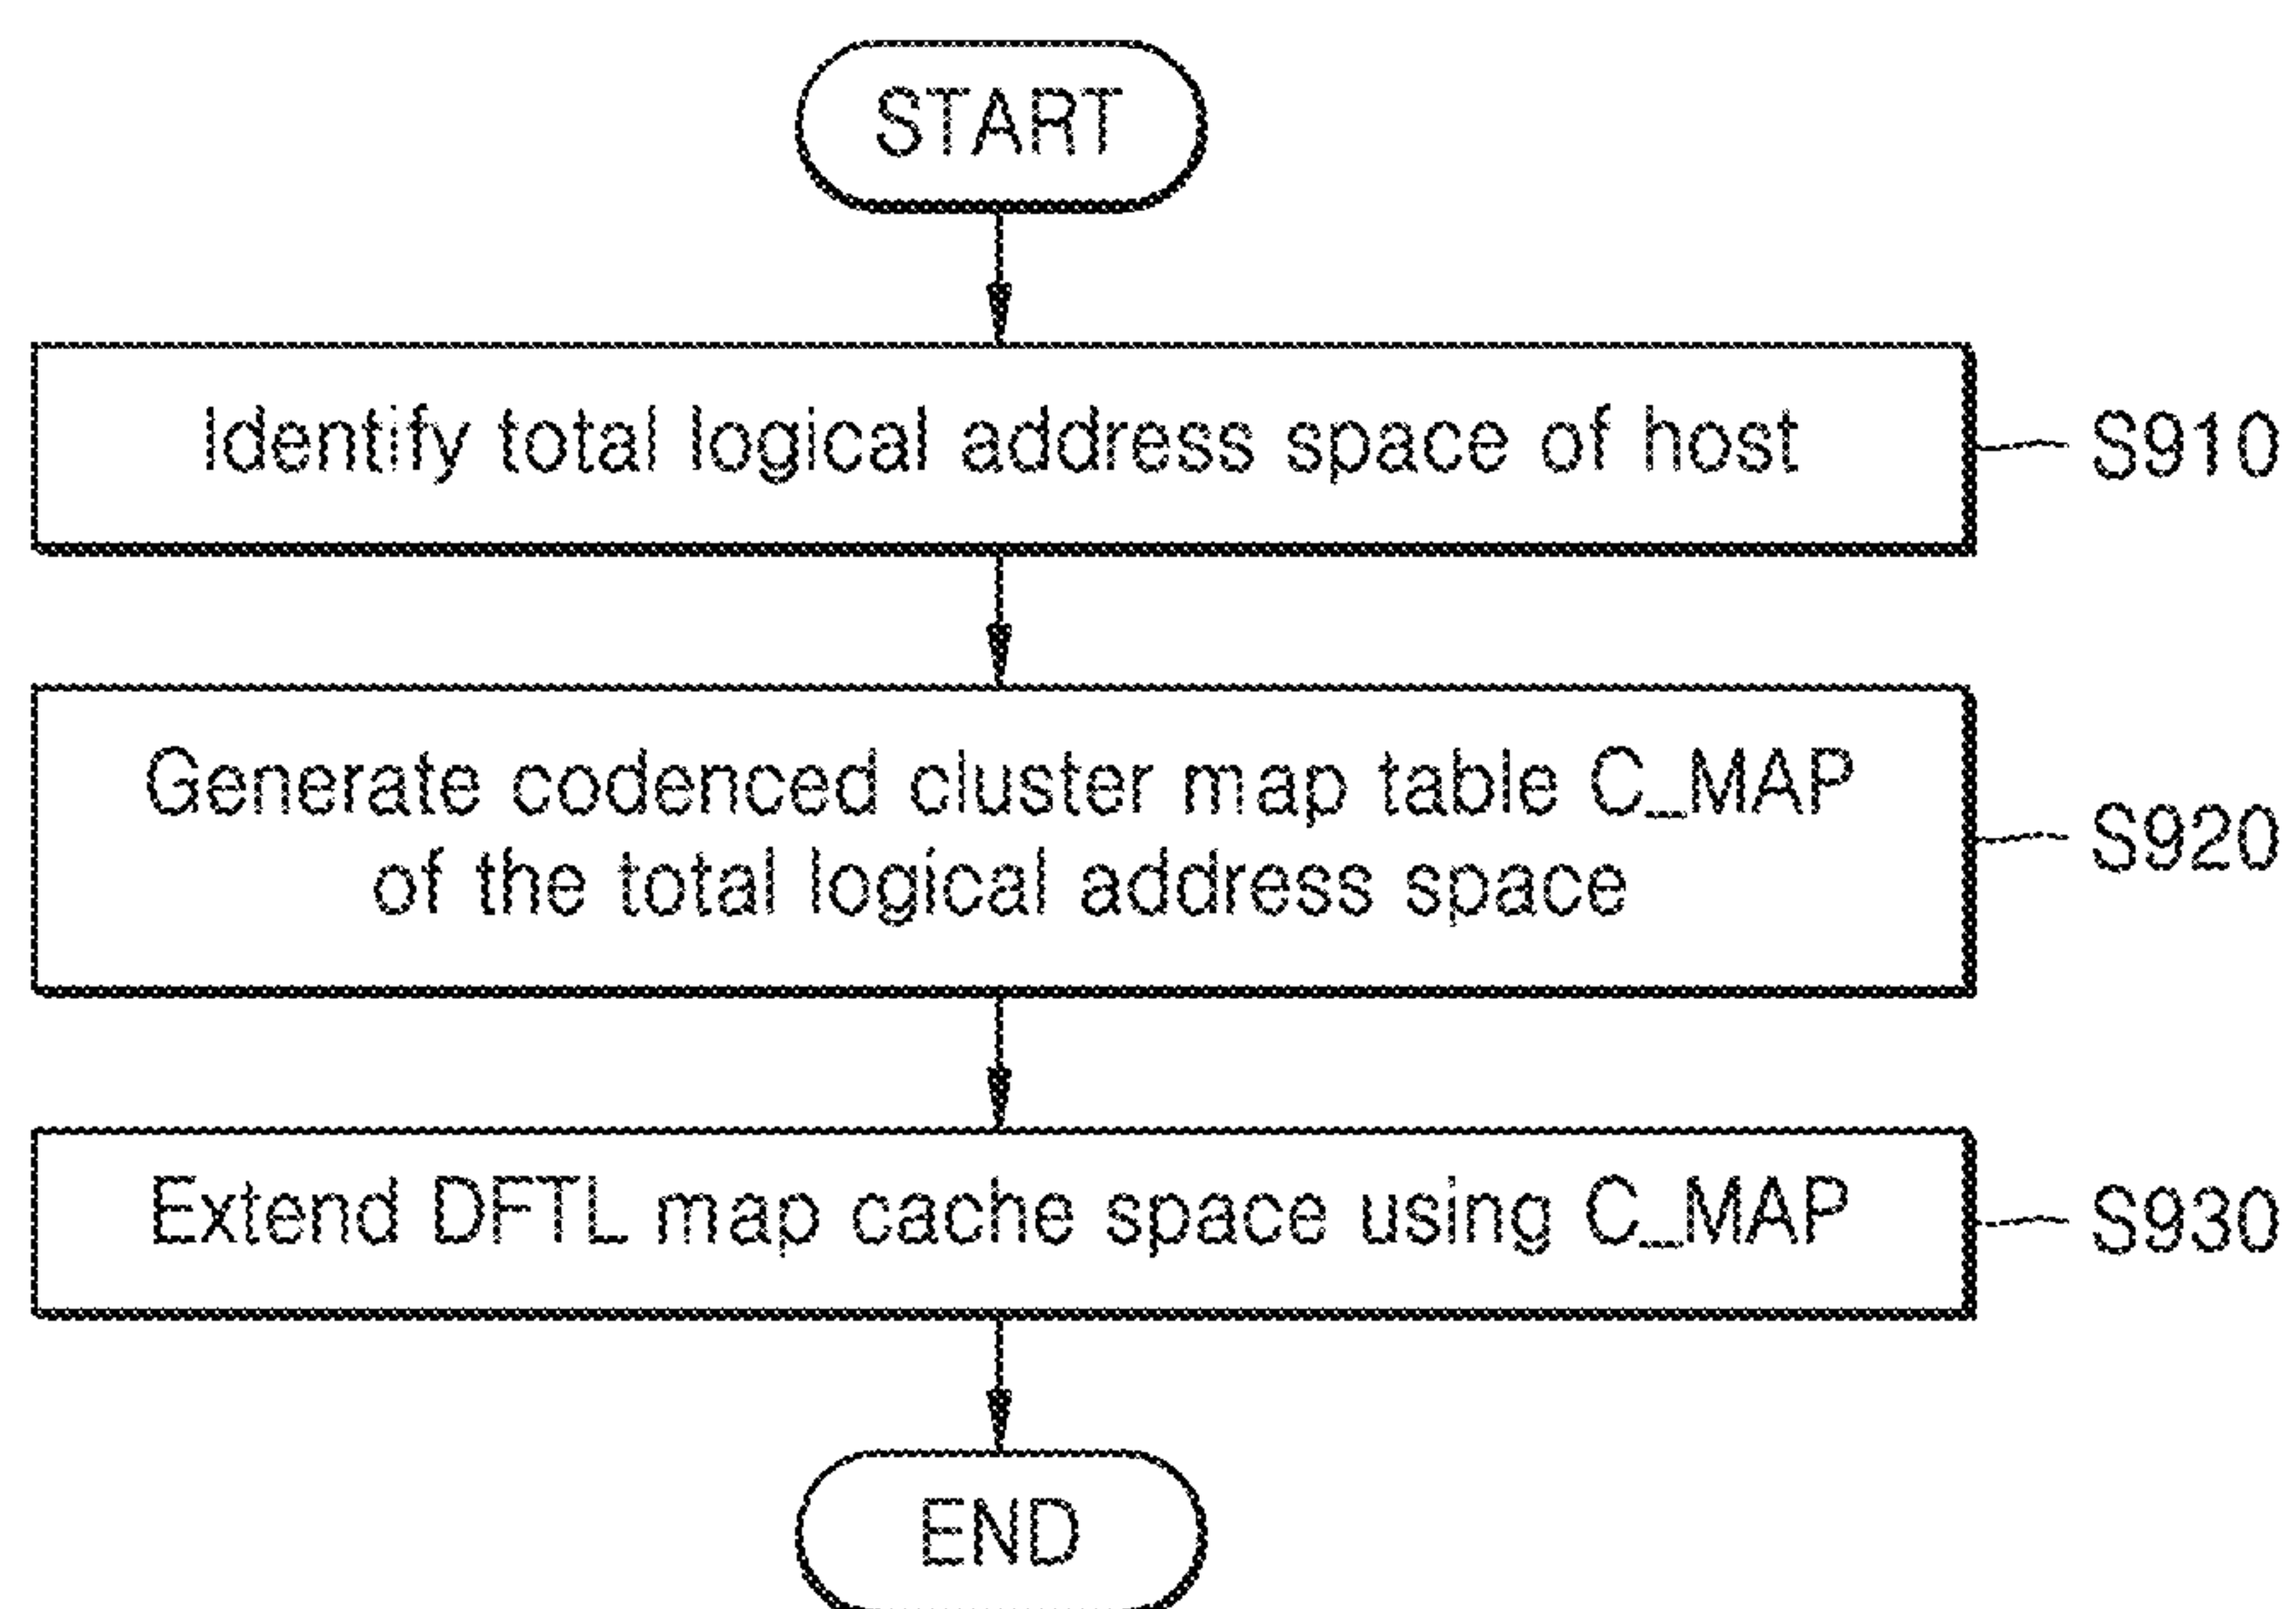 START
Identify total logical address space of host
S910
Generate codenced cluster map table C_MAP
of the total logical address space
S920
Extend DFTL map cache space using C_MAP
S930
END